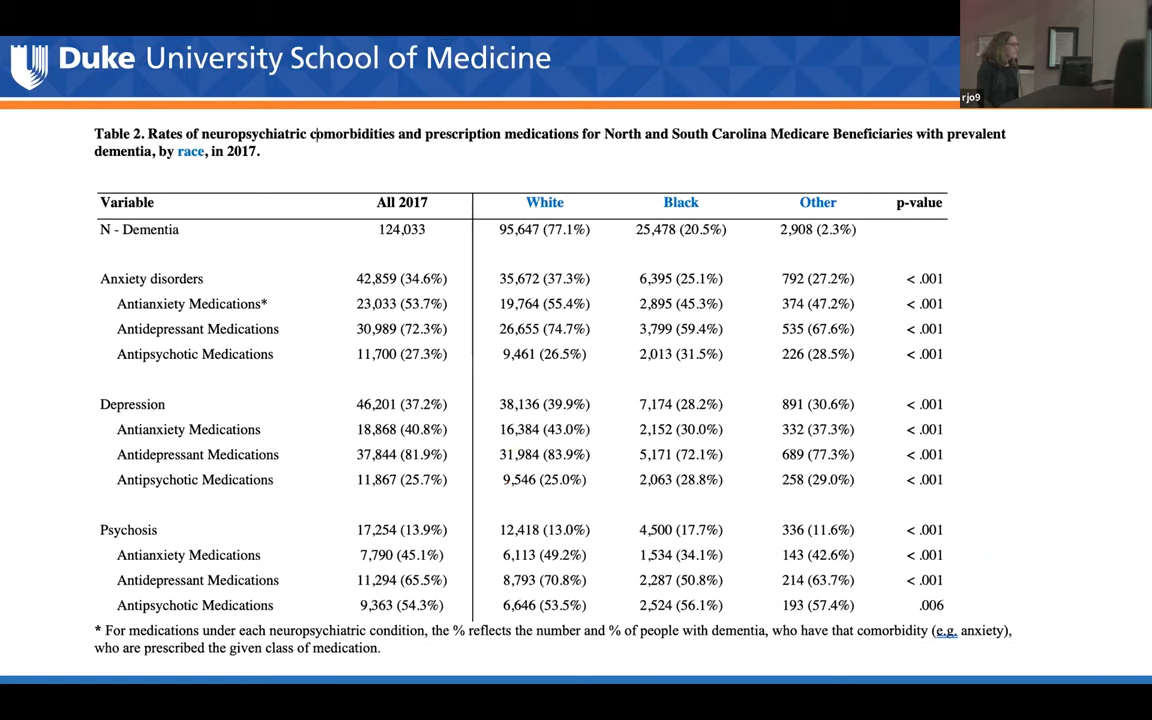 Duke University School of Medicine
rjo9
Table 2. Rates of neuropsychiatric comorbidities and prescription medications for North and South Carolina Medicare Beneficiaries with prevalent
dementia, by race, in 2017.
Variable All 2017 White Black Other p-value
N - Dementia 124,033 95,647 (77.1%) 25,478 (20.5%) 2,908 (2.3%)
Anxiety disorders 42,859 (34.6%) 35,672 (37.3%) 6,395 (25.1%) 792 (27.2%) < .001
Antianxiety Medications* 23,033 (53.7%) 19,764 (55.4%) 2,895 (45.3%) 374 (47.2%) < .001
Antidepressant Medications 30,989 (72.3%) 26,655 (74.7%) 3,799 (59.4%) 535 (67.6%) < .001
Antipsychotic Medications 11,700 (27.3%) 9,461 (26.5%) 2,013 (31.5%) 226 (28.5%) < .001
Depression 46,201 (37.2%) 38,136 (39.9%) 7,174 (28.2%) 891 (30.6%) < .001
Antianxiety Medications 18,868 (40.8%) 16,384 (43.0%) 2,152 (30.0%) 332 (37.3%) < .001
Antidepressant Medications 37,844 (81.9%) 31,984 (83.9%) 5,171 (72.1%) 689 (77.3%) < .001
Antipsychotic Medications 11,867 (25.7%) 9,546 (25.0%) 2,063 (28.8%) 258 (29.0%) < .001
Psychosis 17,254 (13.9%) 12,418 (13.0%) 4,500 (17.7%) 336 (11.6%) < .001
Antianxiety Medications 7,790 (45.1%) 6,113 (49.2%) 1,534 (34.1%) 143 (42.6%) < .001
Antidepressant Medications 11,294 (65.5%) 8,793 (70.8%) 2,287 (50.8%) 214 (63.7%) < .001
Antipsychotic Medications 9,363 (54.3%) 6,646 (53.5%) 2,524 (56.1%) 193 (57.4%) .006
* For medications under each neuropsychiatric condition, the % reflects the number and % of people with dementia, who have that comorbidity (e.g. anxiety),
who are prescribed the given class of medication.